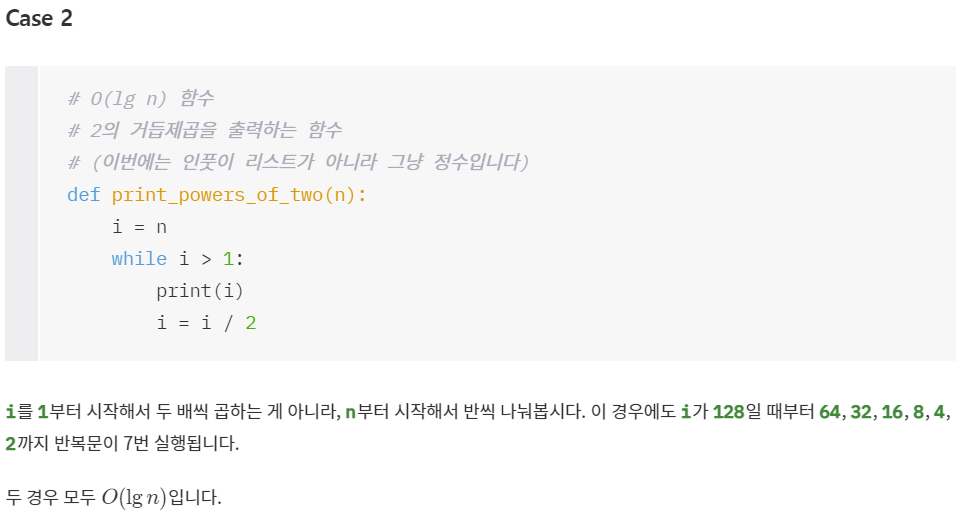 Case 2
# O(lg n) 함수
# 2의 거듭제곱을 출력하는 함수
# (이번에는 인풋이 리스트가 아니라 그냥 정수입니다)
def print_powers_of_two(n):
    i = n
    while i > 1:
        print(i)
        i = i / 2
i를 1부터 시작해서 두 배씩 곱하는 게 아니라, n부터 시작해서 반씩 나눠봅시다. 이 경우에도 i가 128일 때부터 64, 32, 16, 8, 4,
2까지 반복문이 7번 실행됩니다.
두 경우 모두 O(lg n)입니다.